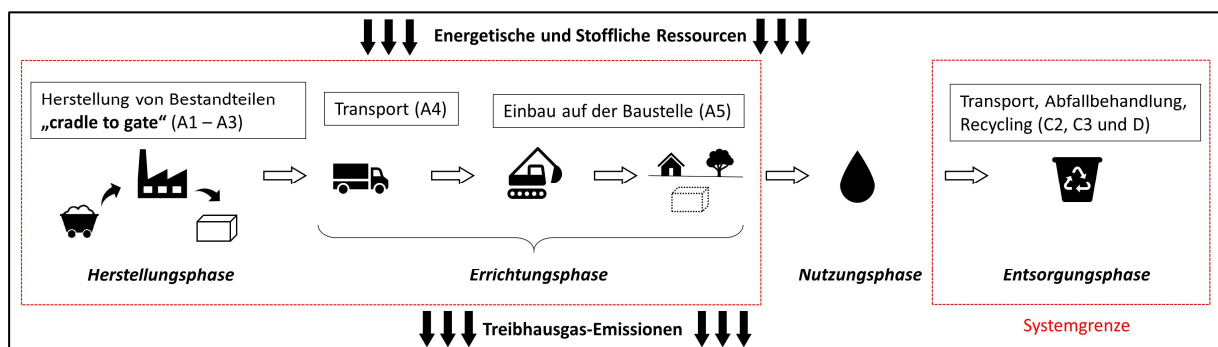 Energetische und Stoffliche Ressourcen
Herstellung von Bestandteilen
„cradle to gate“ (A1 – A3)
Transport (A4)
Einbau auf der Baustelle (A5)
Transport, Abfallbehandlung,
Recycling (C2, C3 und D)
Herstellungsphase
Errichtungsphase
Nutzungsphase
Entsorgungsphase
Treibhausgas-Emissionen
Systemgrenze